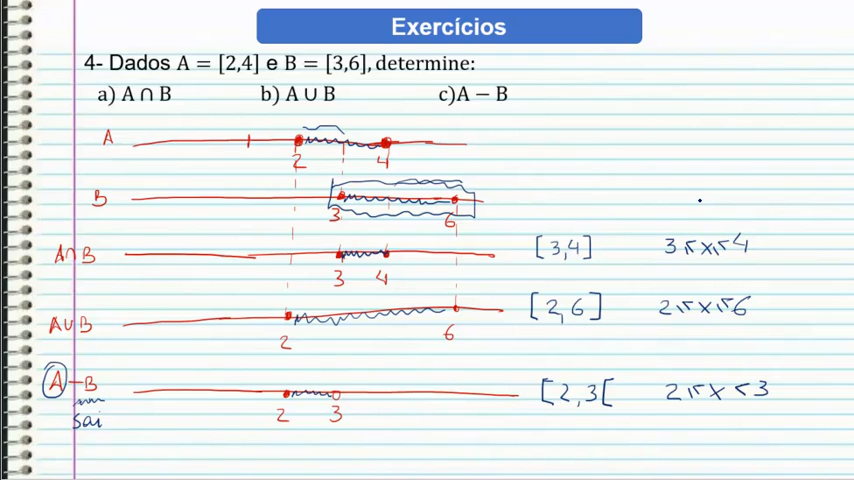 Exercícios
4- Dados A = [2,4] e B = [3,6], determine:
a) A ∩ B b) A ∪ B c)A − B
A
2 4
B
3 6
A∩B 3 4 [3,4] 3 ≤ x ≤ 4
A∪B 2 6 [2,6] 2 ≤ x ≤ 6
A−B 2 3 [2,3[ 2 ≤ x < 3
sai